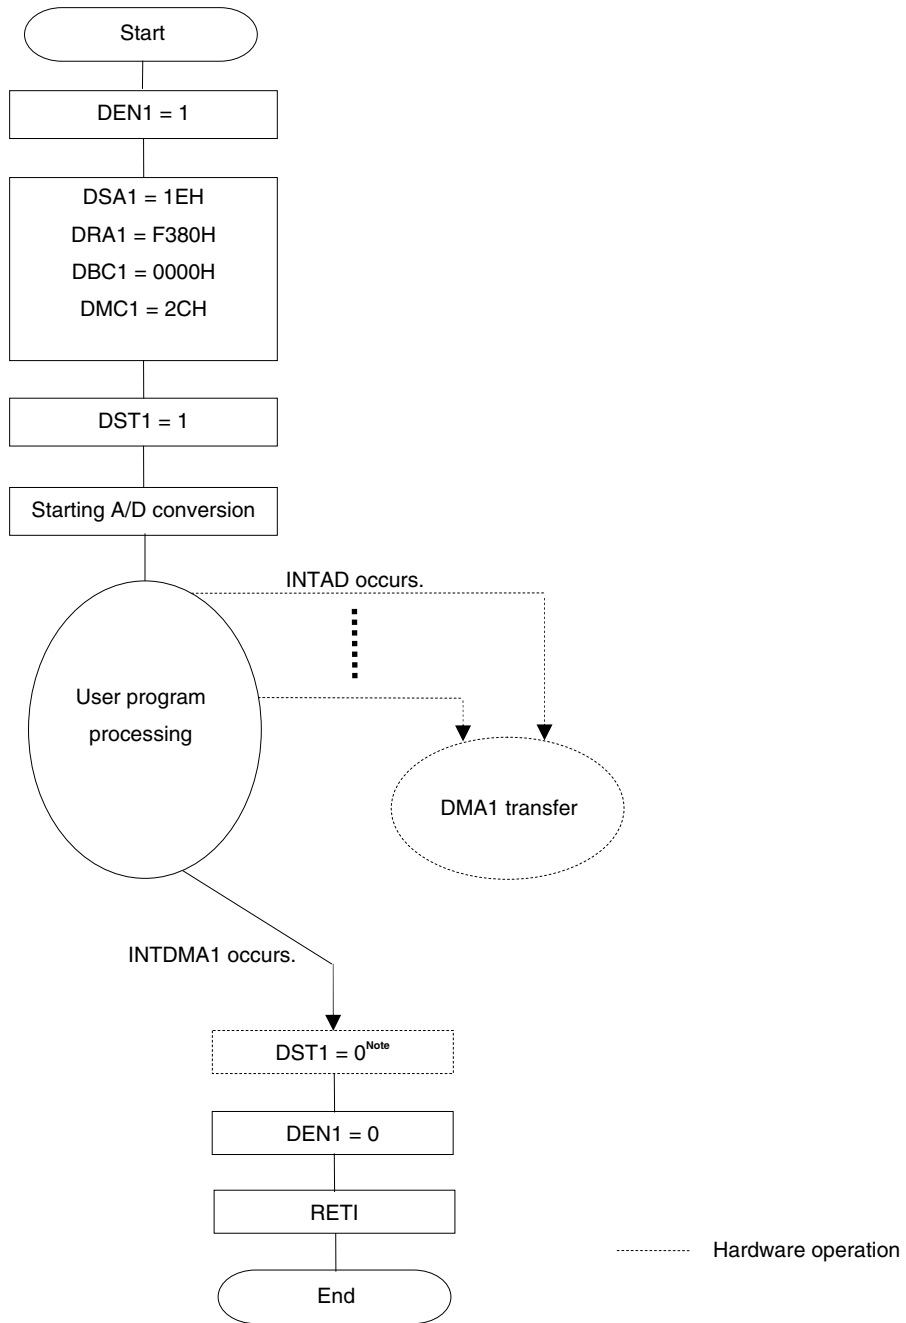 Start
DEN1 = 1
DSA1 = 1EH
DRA1 = F380H
DBC1 = 0000H
DMC1 = 2CH
DST1 = 1
Starting A/D conversion
INTAD occurs.
User program
processing
DMA1 transfer
INTDMA1 occurs.
DST1 = 0Note
DEN1 = 0
RETI
Hardware operation
End